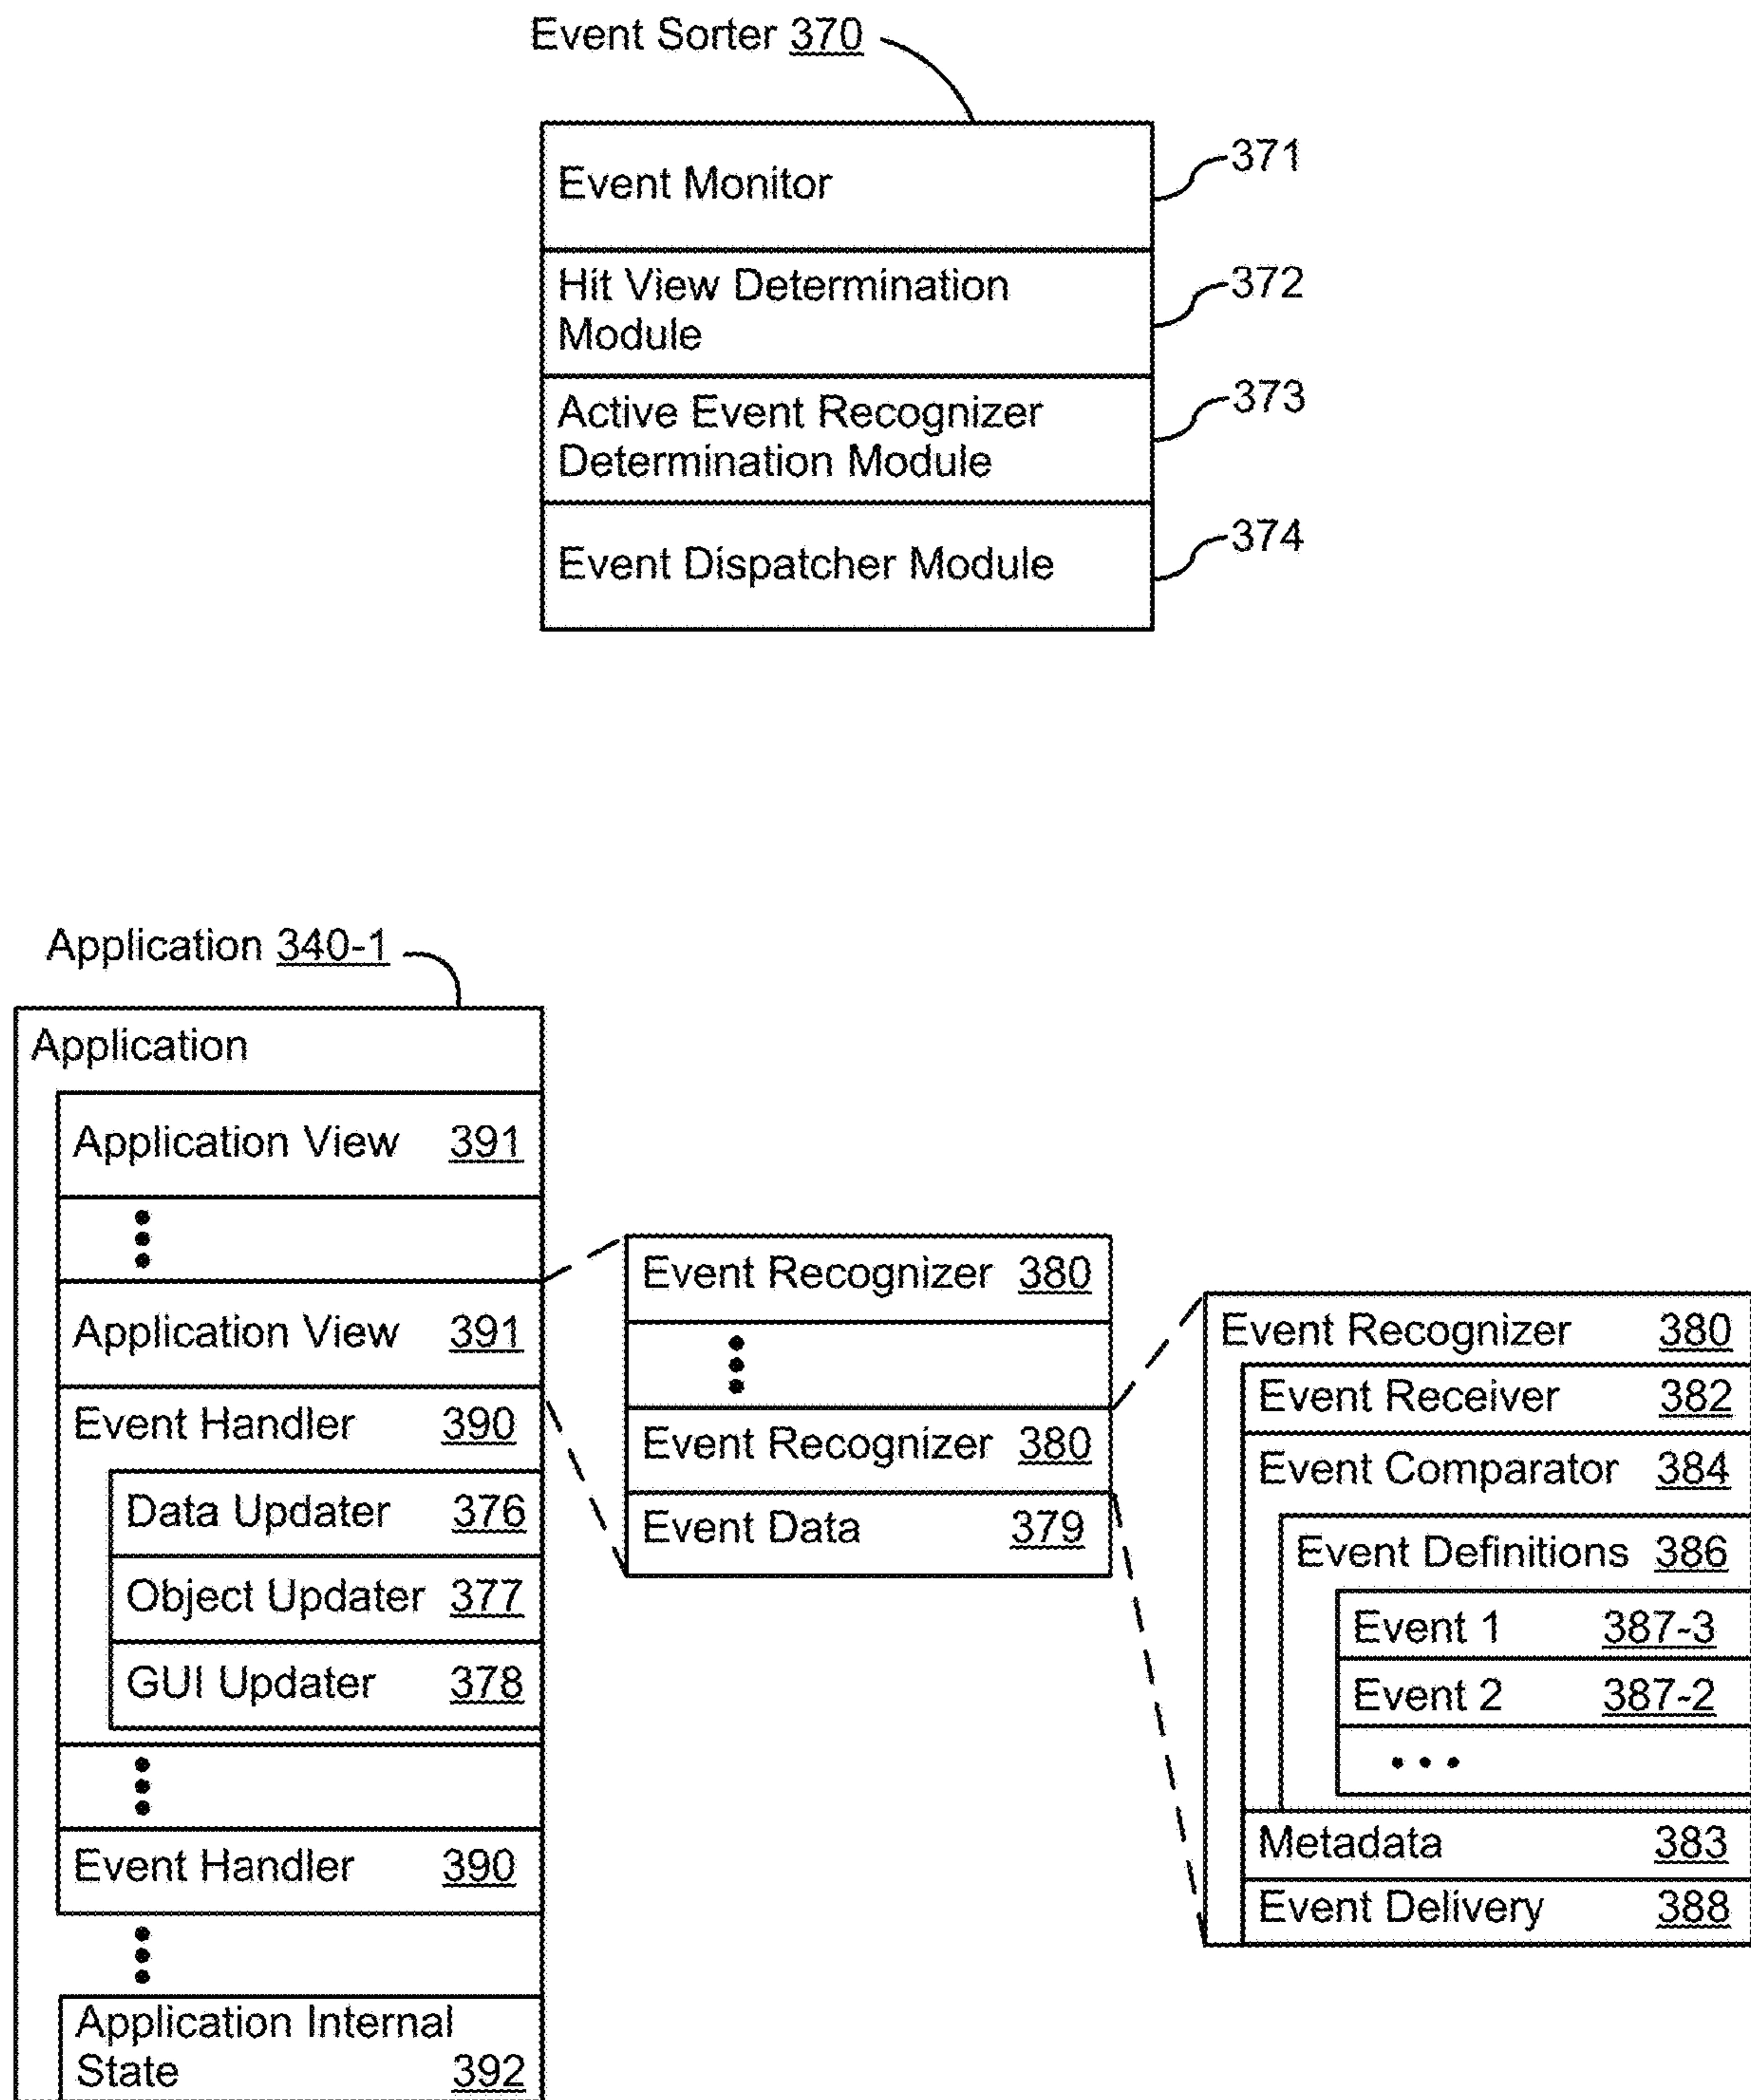 Event Sorter 370
Event Monitor
371
Hit View Determination
Module
372
Active Event Recognizer
Determination Module
373
Event Dispatcher Module
374
Application 340-1
Application
Application View 391
Application View 391
Event Handler 390
Data Updater 376
Object Updater 377
GUI Updater 378
Event Handler 390
Application Internal
State 392
Event Recognizer 380
Event Recognizer 380
Event Data 379
Event Recognizer 380
Event Receiver 382
Event Comparator 384
Event Definitions 386
Event 1 387-3
Event 2 387-2
Metadata 383
Event Delivery 388